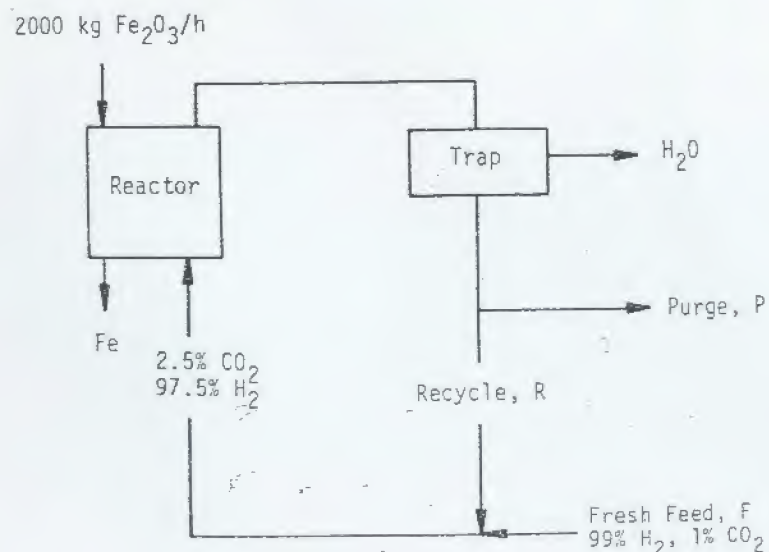 2000 kg Fe₂O₃/h
Reactor
Trap
H₂O
Purge, P
Fe
2.5% CO₂
97.5% H₂
Recycle, R
Fresh Feed, F
99% H₂, 1% CO₂